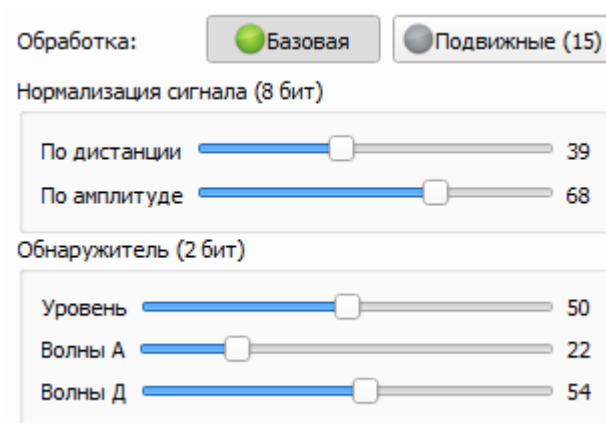 Обработка: Базовая Подвижные (15)
Нормализация сигнала (8 бит)
По дистанции 39
По амплитуде 68
Обнаружитель (2 бит)
Уровень 50
Волны А 22
Волны Д 54